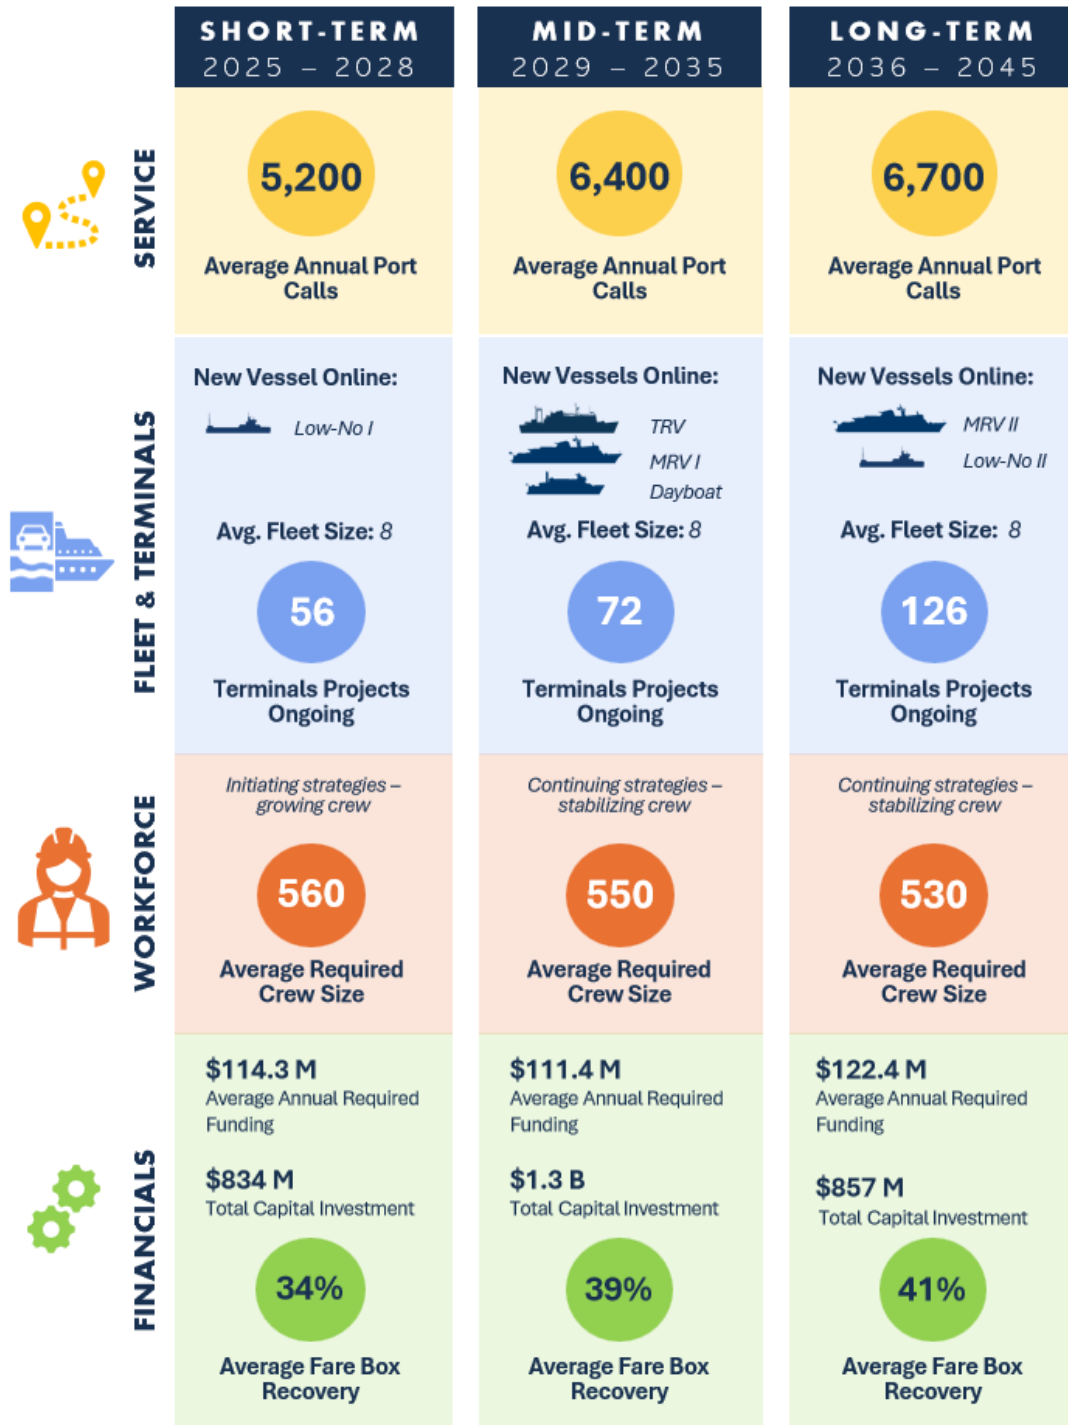 SHORT-TERM
2025 – 2028
MID-TERM
2029 – 2035
LONG-TERM
2036 – 2045
SERVICE
5,200
Average Annual Port
Calls
6,400
Average Annual Port
Calls
6,700
Average Annual Port
Calls
FLEET & TERMINALS
New Vessel Online:
Low-No I
Avg. Fleet Size: 8
56
Terminals Projects
Ongoing
New Vessels Online:
TRV
MRV I
Dayboat
Avg. Fleet Size: 8
72
Terminals Projects
Ongoing
New Vessels Online:
MRV II
Low-No II
Avg. Fleet Size: 8
126
Terminals Projects
Ongoing
WORKFORCE
Initiating strategies –
growing crew
560
Average Required
Crew Size
Continuing strategies –
stabilizing crew
550
Average Required
Crew Size
Continuing strategies –
stabilizing crew
530
Average Required
Crew Size
FINANCIALS
$114.3 M
Average Annual Required
Funding
$834 M
Total Capital Investment
34%
Average Fare Box
Recovery
$111.4 M
Average Annual Required
Funding
$1.3 B
Total Capital Investment
39%
Average Fare Box
Recovery
$122.4 M
Average Annual Required
Funding
$857 M
Total Capital Investment
41%
Average Fare Box
Recovery